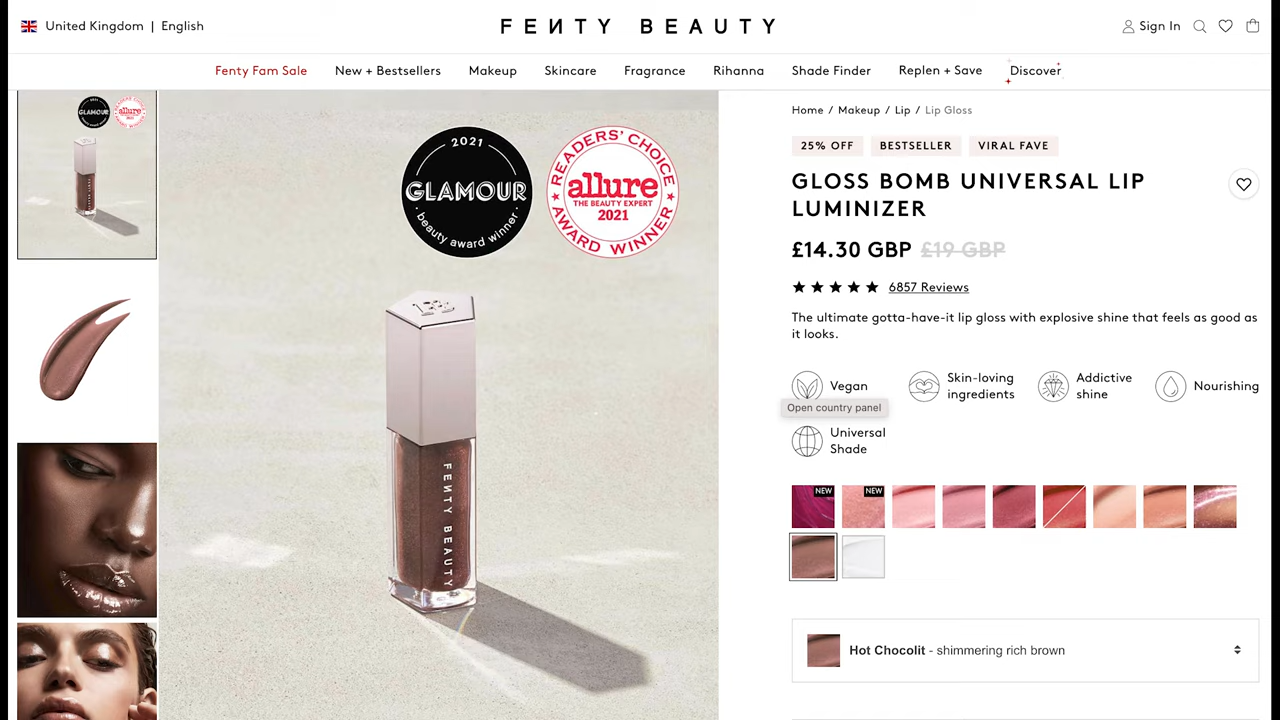 United Kingdom | English
FENTY BEAUTY
Sign In
Fenty Fam Sale
New + Bestsellers
Makeup
Skincare
Fragrance
Rihanna
Shade Finder
Replen + Save
Discover
2021
GLAMOUR
beauty award winner
READERS' CHOICE
allure
THE BEAUTY EXPERT
2021
AWARD WINNER
FENTY BEAUTY
Home / Makeup / Lip / Lip Gloss
25% OFF
BESTSELLER
VIRAL FAVE
GLOSS BOMB UNIVERSAL LIP
LUMINIZER
£14.30 GBP £19 GBP
6857 Reviews
The ultimate gotta-have-it lip gloss with explosive shine that feels as good as
it looks.
Vegan
Skin-loving
ingredients
Addictive
shine
Nourishing
Open country panel
Universal
Shade
NEW
NEW
Hot Chocolit - shimmering rich brown